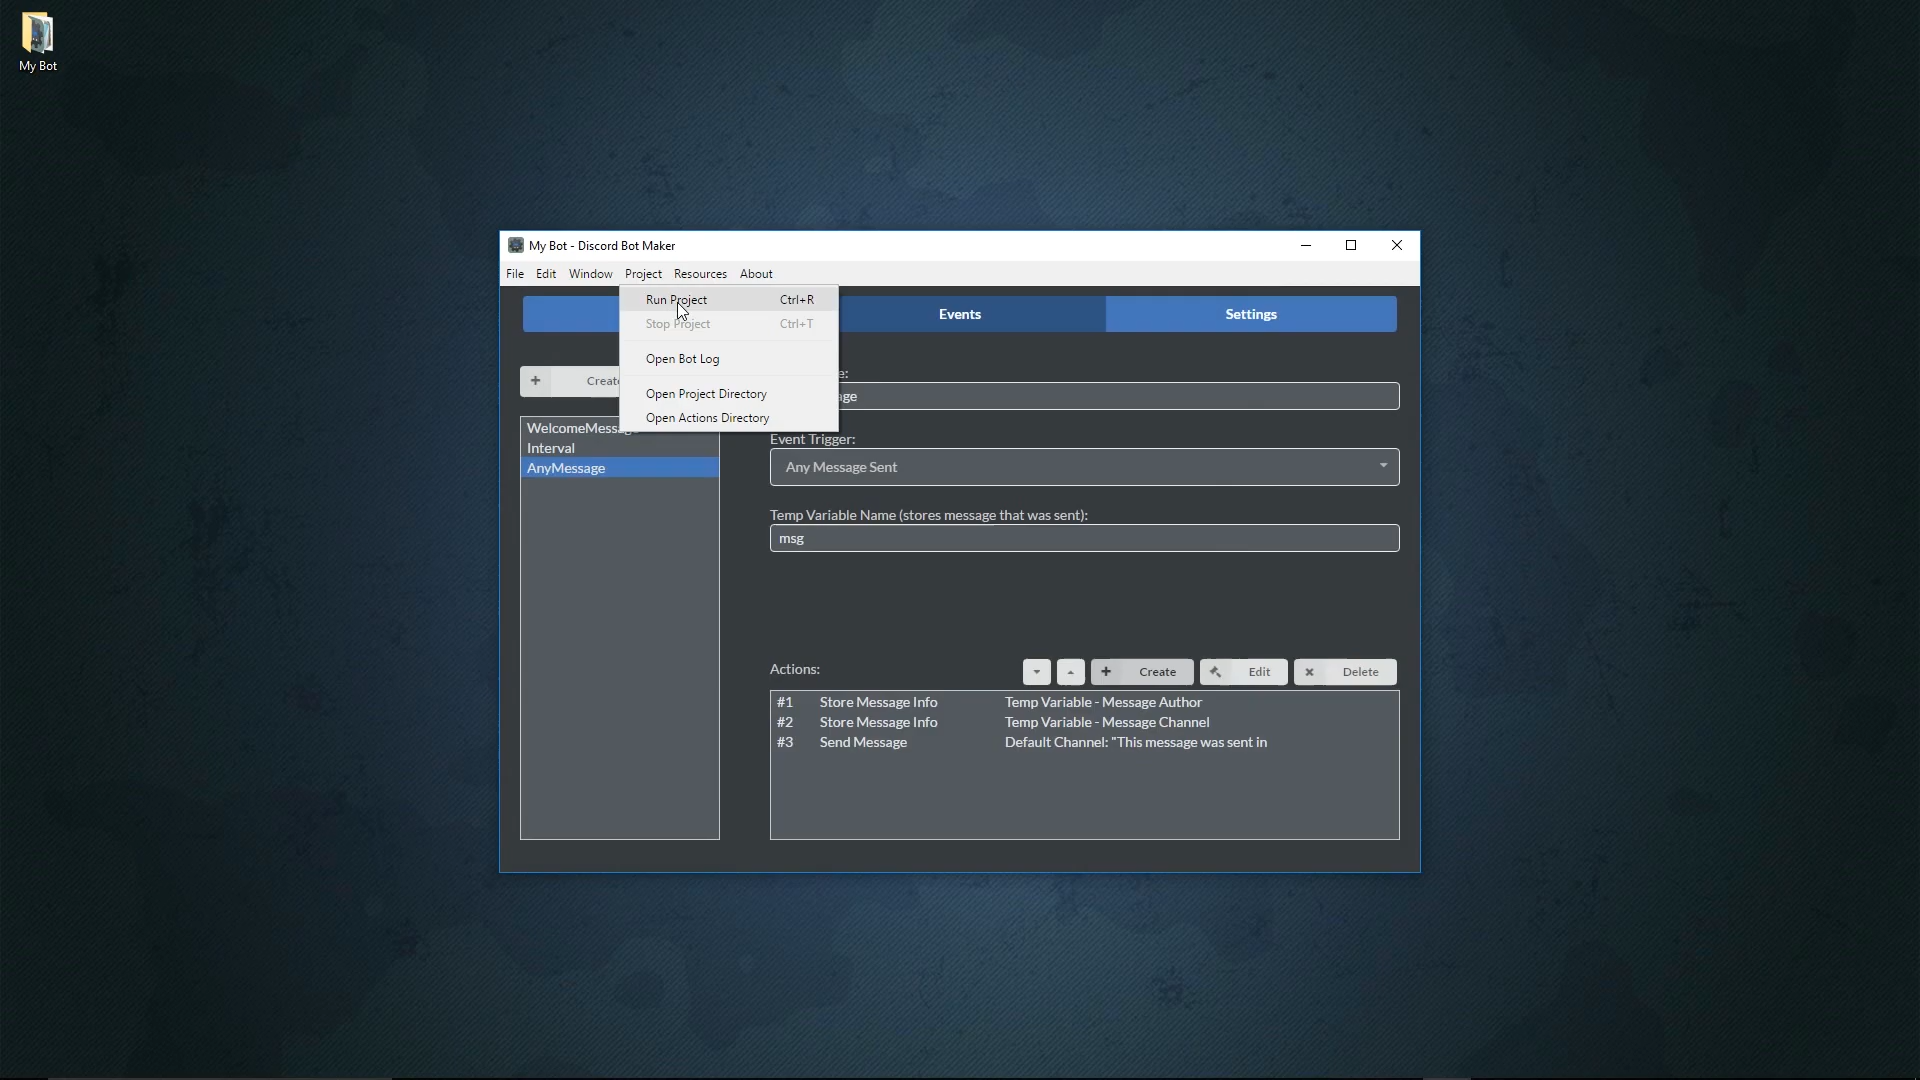 My Bot
My Bot - Discord Bot Maker
File Edit Window Project Resources About
Run Project Ctrl+R
Stop Project Ctrl+T
Open Bot Log
Open Project Directory
Open Actions Directory
Events
Settings
Create
WelcomeMessage
Interval
AnyMessage
Event Trigger:
Any Message Sent
Temp Variable Name (stores message that was sent):
msg
Actions:
Create
Edit
Delete
#1 Store Message Info Temp Variable - Message Author
#2 Store Message Info Temp Variable - Message Channel
#3 Send Message Default Channel: "This message was sent in